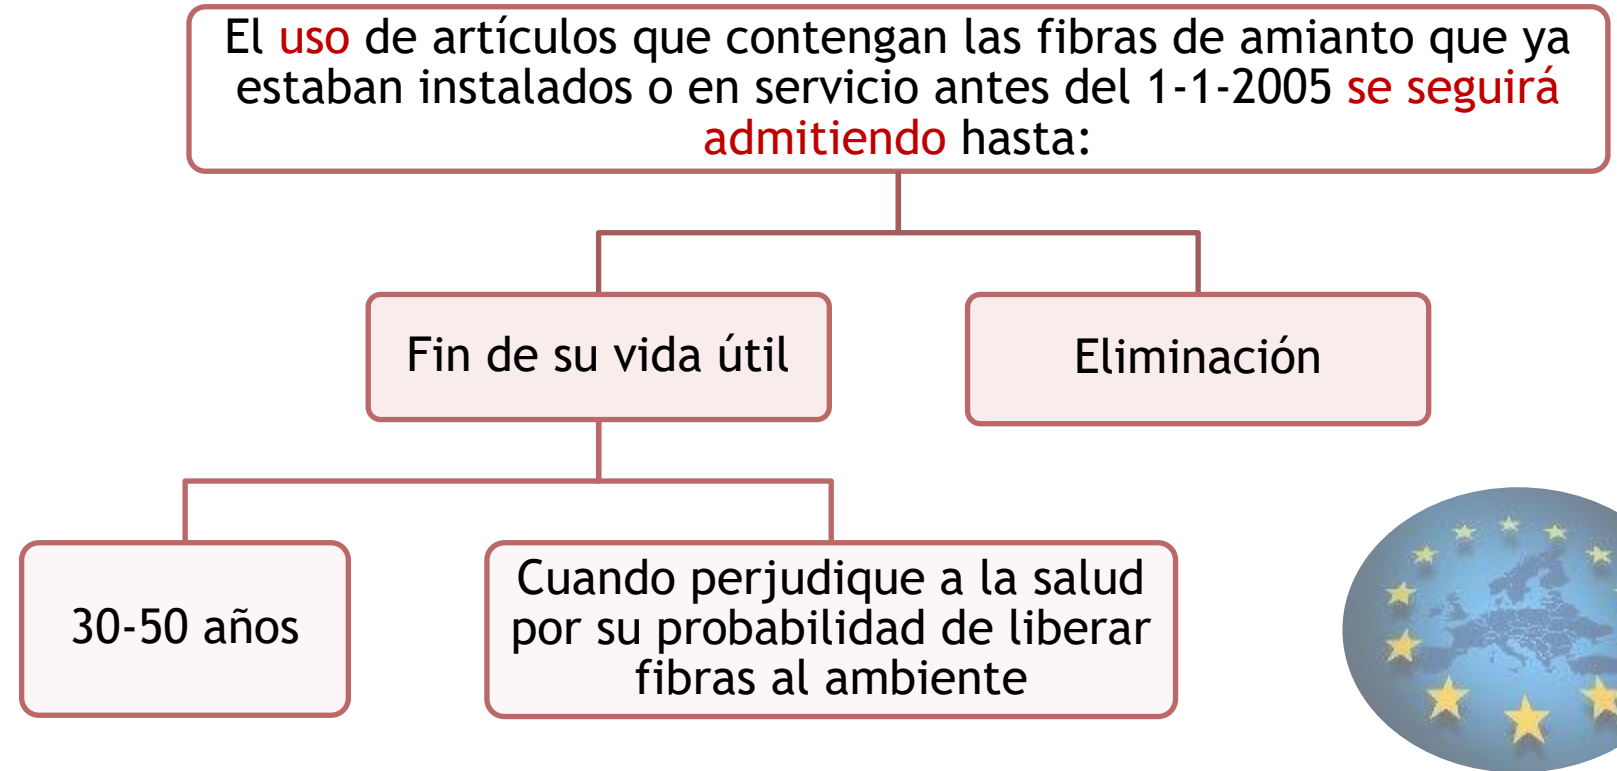 El uso de artículos que contengan las fibras de amianto que ya
estaban instalados o en servicio antes del 1-1-2005 se seguirá
admitiendo hasta:
Fin de su vida útil
Eliminación
30-50 años
Cuando perjudique a la salud
por su probabilidad de liberar
fibras al ambiente